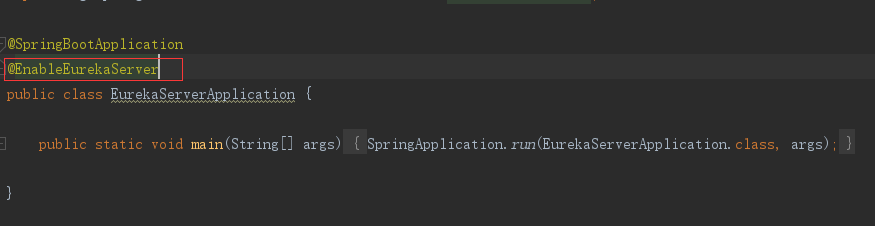 @SpringBootApplication
@EnableEurekaServer
public class EurekaServerApplication {
public static void main(String[] args) { SpringApplication.run(EurekaServerApplication.class, args); }
}